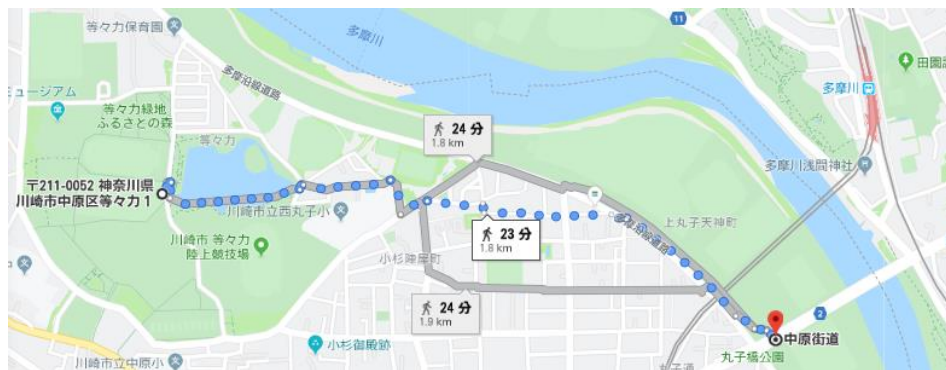 等々力保育園
多摩川
11
田園調
ミュージアム
多摩沿線道路
多摩川
等々力緑地
ふるさとの森
等々力
24 分
1.8 km
多摩川浅間神社
〒211-0052 神奈川県
川崎市中原区等々力 1
川崎市立西丸子小
23 分
1.8 km
上丸子天神町
多摩沿線道路
川崎市 等々力
陸上競技場
小杉陣屋町
24 分
1.9 km
2
中原街道
小杉御殿跡
丸子橋公園
川崎市立中原小
丸子通